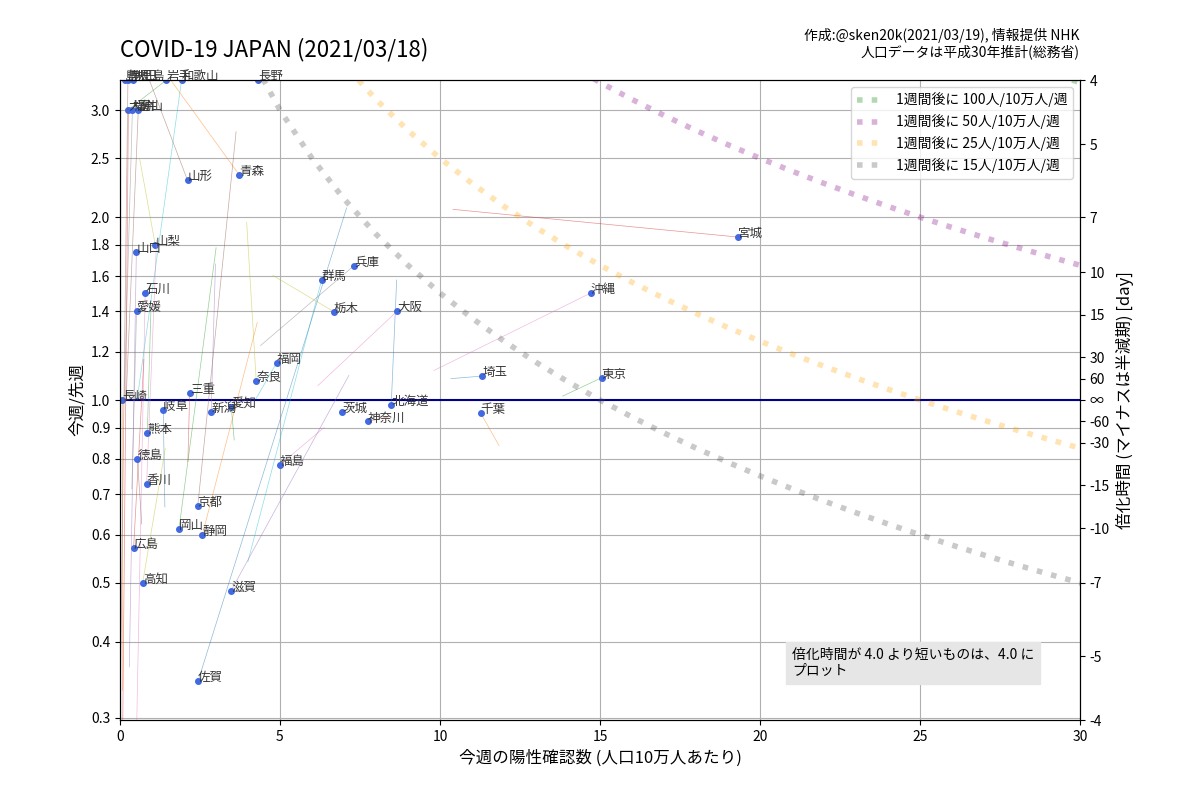 COVID-19 JAPAN (2021/03/18)
作成:@sken20k(2021/03/19), 情報提供 NHK
人口データは平成30年推計(総務省)
1週間後に 100人/10万人/週
1週間後に 50人/10万人/週
1週間後に 25人/10万人/週
1週間後に 15人/10万人/週
岩手
和歌山
長野
山形
青森
宮城
山口
山梨
兵庫
群馬
石川
沖縄
愛媛
栃木
大阪
福岡
奈良
埼玉
東京
三重
長崎
岐阜
新潟
愛知
茨城
北海道
神奈川
千葉
熊本
徳島
福島
香川
京都
岡山
静岡
広島
高知
滋賀
佐賀
倍化時間が 4.0 より短いものは、4.0 に
プロット
3.0
2.5
2.0
1.8
1.6
1.4
1.2
1.0
0.9
0.8
0.7
0.6
0.5
0.4
0.3
今週/先週
4
5
7
10
15
30
60
∞
-60
-30
-15
-10
-7
-5
-4
倍化時間 (マイナスは半減期) [day]
0 5 10 15 20 25 30
今週の陽性確認数 (人口10万人あたり)